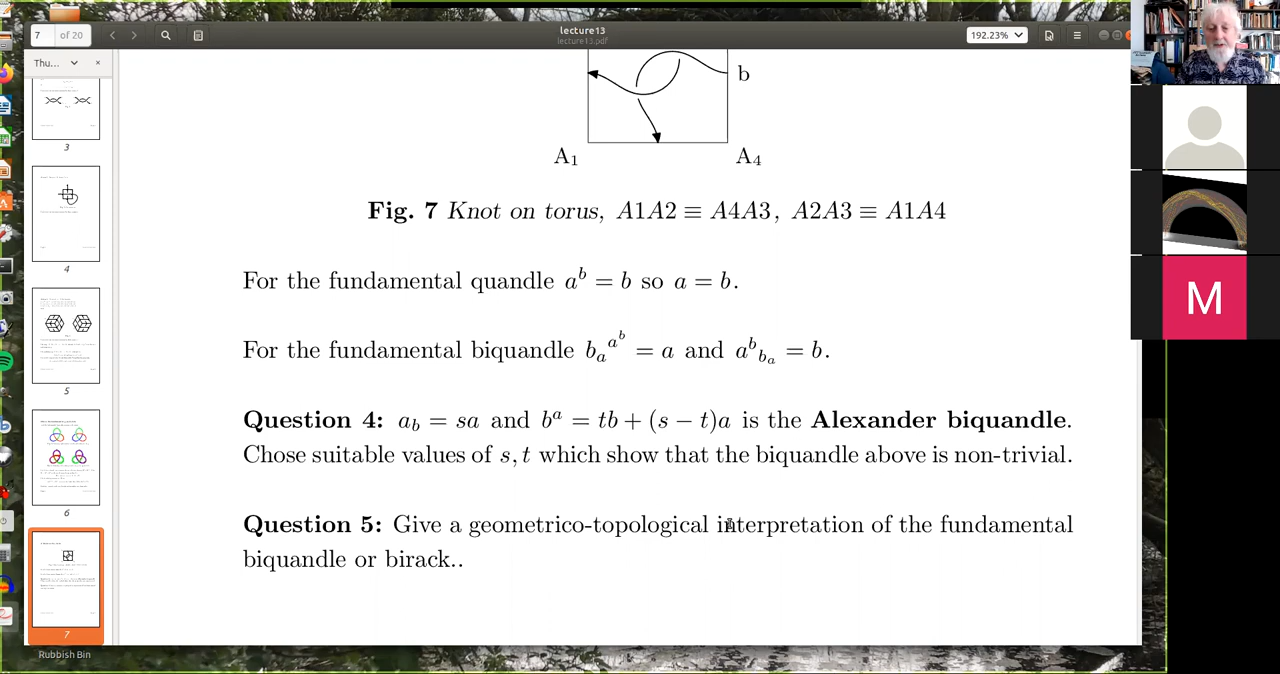 lecture13
lecture13.pdf
7 of 20
192.23%
Thu...
3
4
5
6
7
Rubbish Bin
b
A₁ A₄
Fig. 7 Knot on torus, A1A2 ≡ A4A3, A2A3 ≡ A1A4
For the fundamental quandle a^b = b so a = b.
For the fundamental biquandle b_a^{a^b} = a and a^b_{b_a} = b.
Question 4: a_b = sa and b^a = tb + (s − t)a is the Alexander biquandle.
Chose suitable values of s, t which show that the biquandle above is non-trivial.
Question 5: Give a geometrico-topological interpretation of the fundamental
biquandle or birack..
M